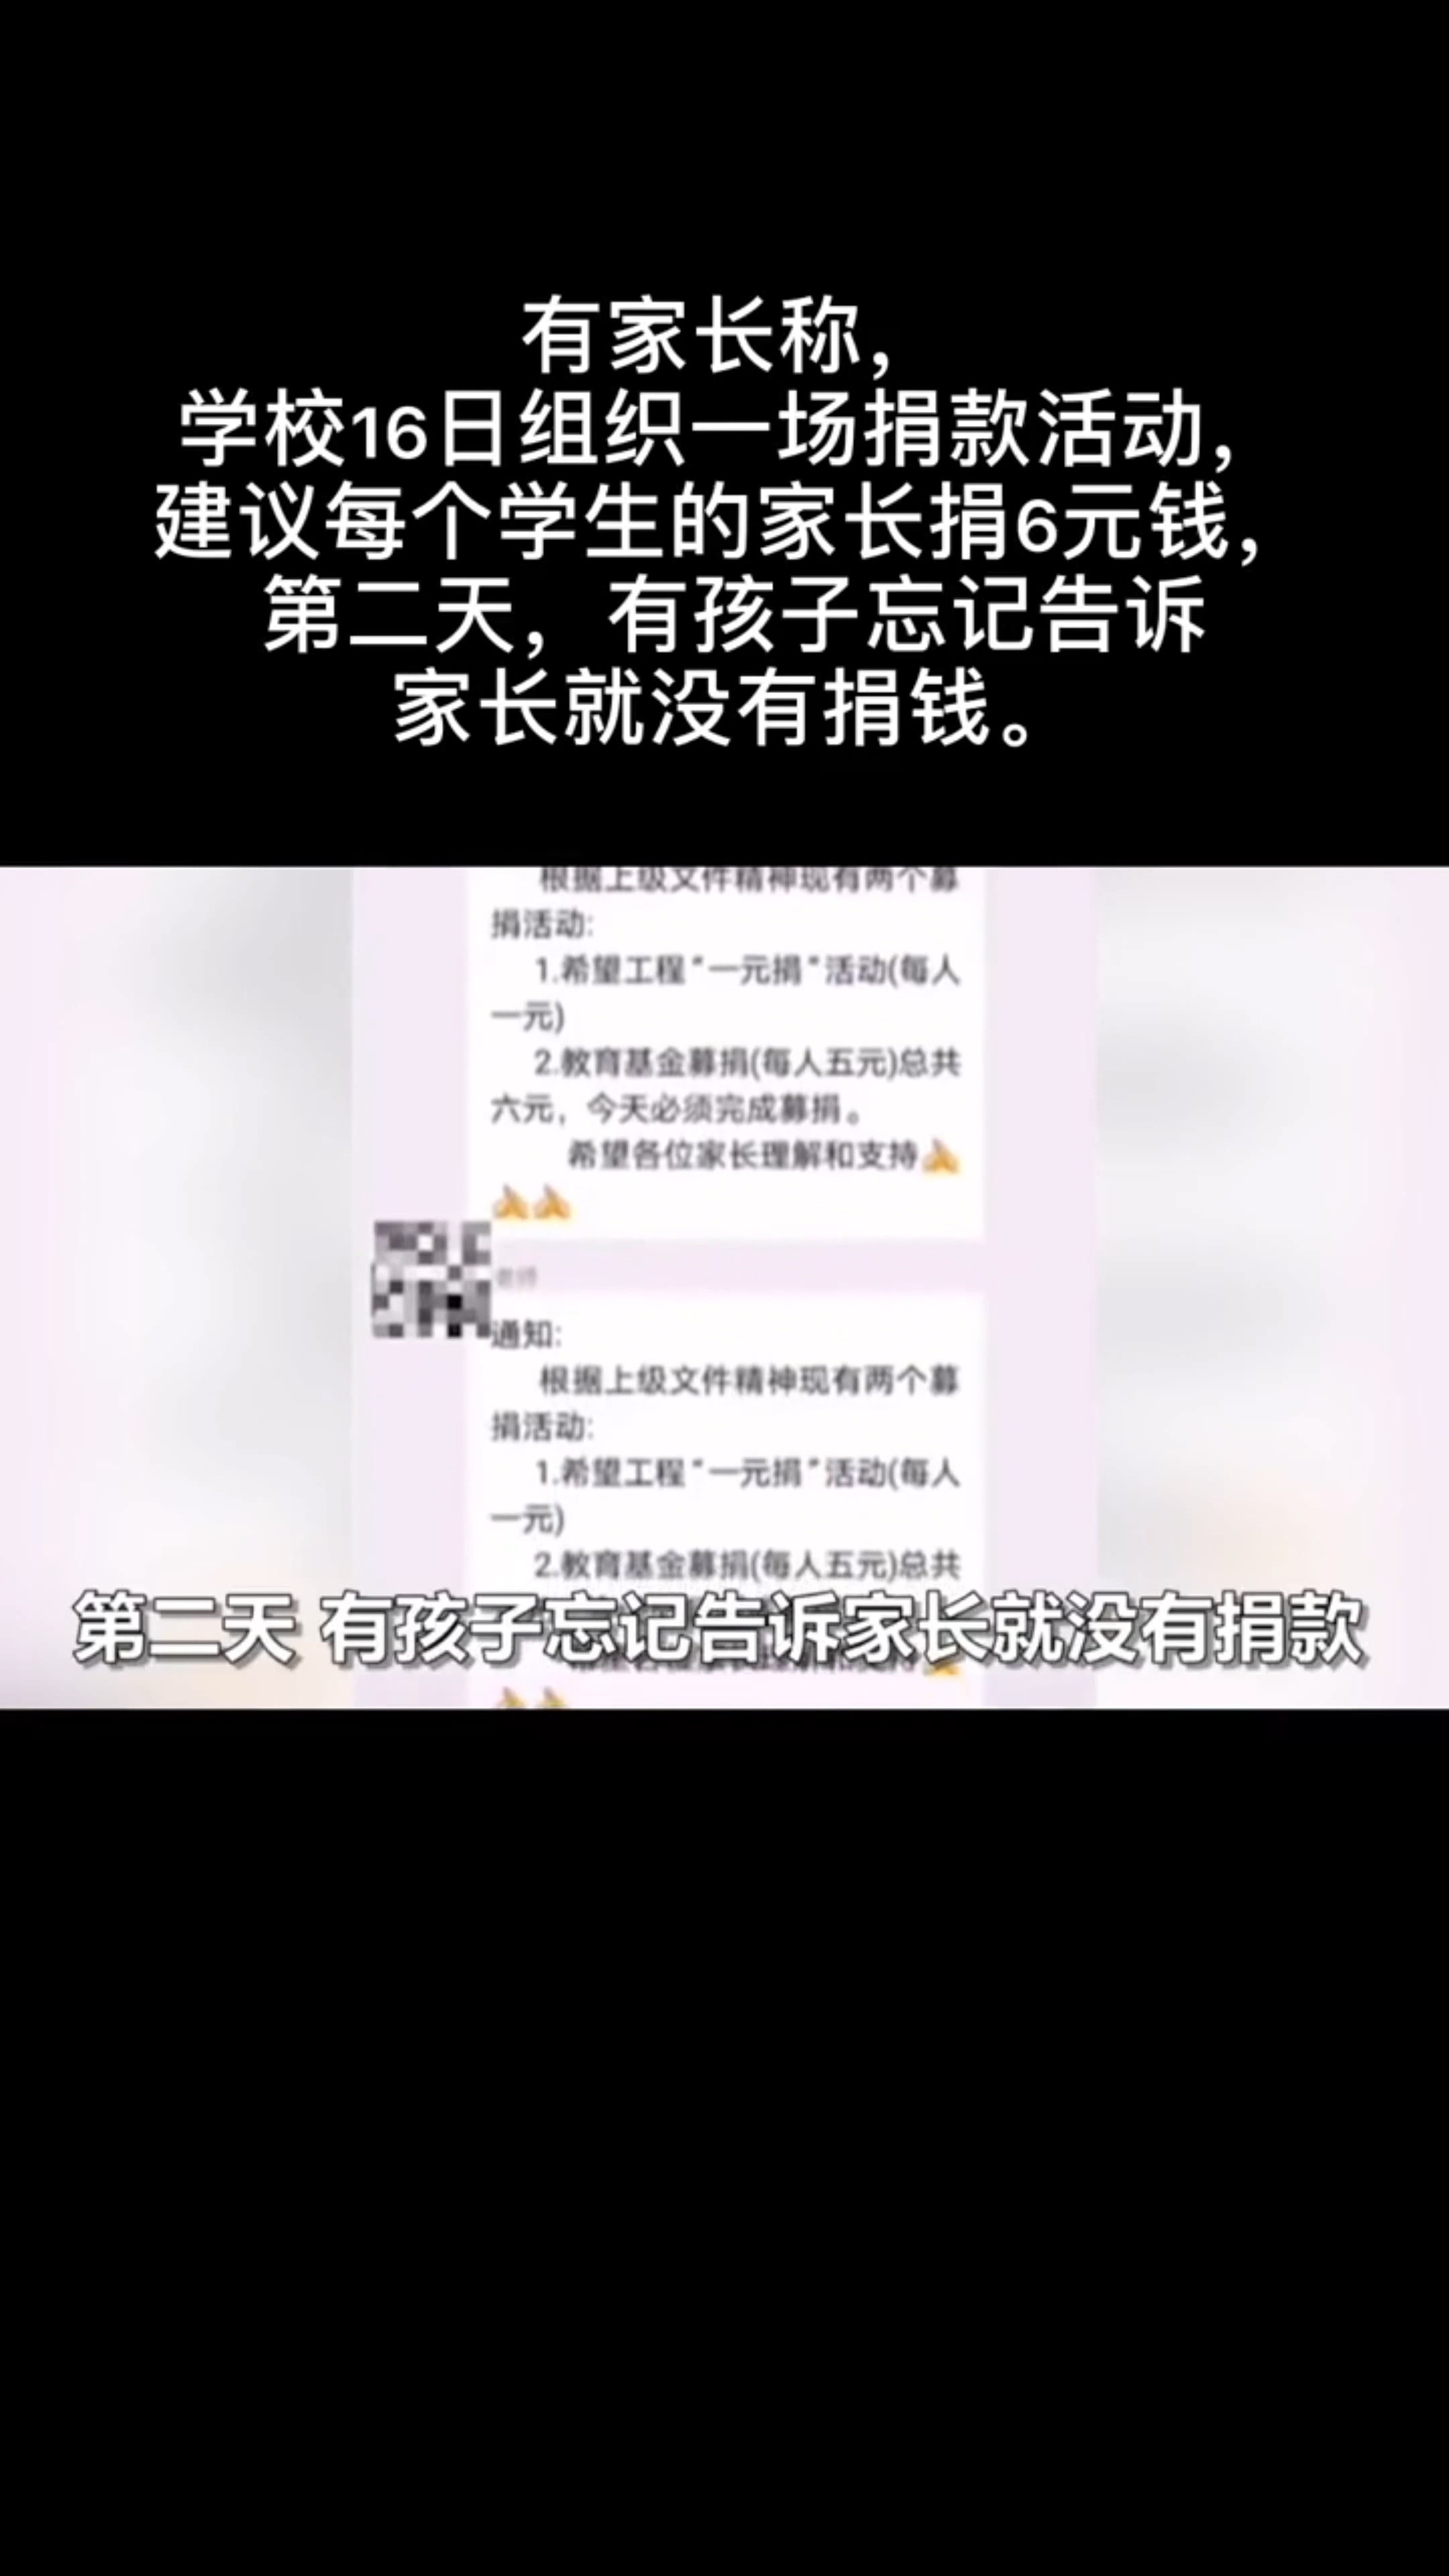 有家长称，
学校16日组织一场捐款活动，
建议每个学生的家长捐6元钱，
第二天，有孩子忘记告诉
家长就没有捐钱。
根据上级文件精神现有两个募
捐活动:
1.希望工程“一元捐”活动(每人
一元)
2.教育基金募捐(每人五元)总共
六元，今天必须完成募捐。
希望各位家长理解和支持🙏
🙏🙏
老师
通知:
根据上级文件精神现有两个募
捐活动:
1.希望工程“一元捐”活动(每人
一元)
2.教育基金募捐(每人五元)总共
第二天 有孩子忘记告诉家长就没有捐款